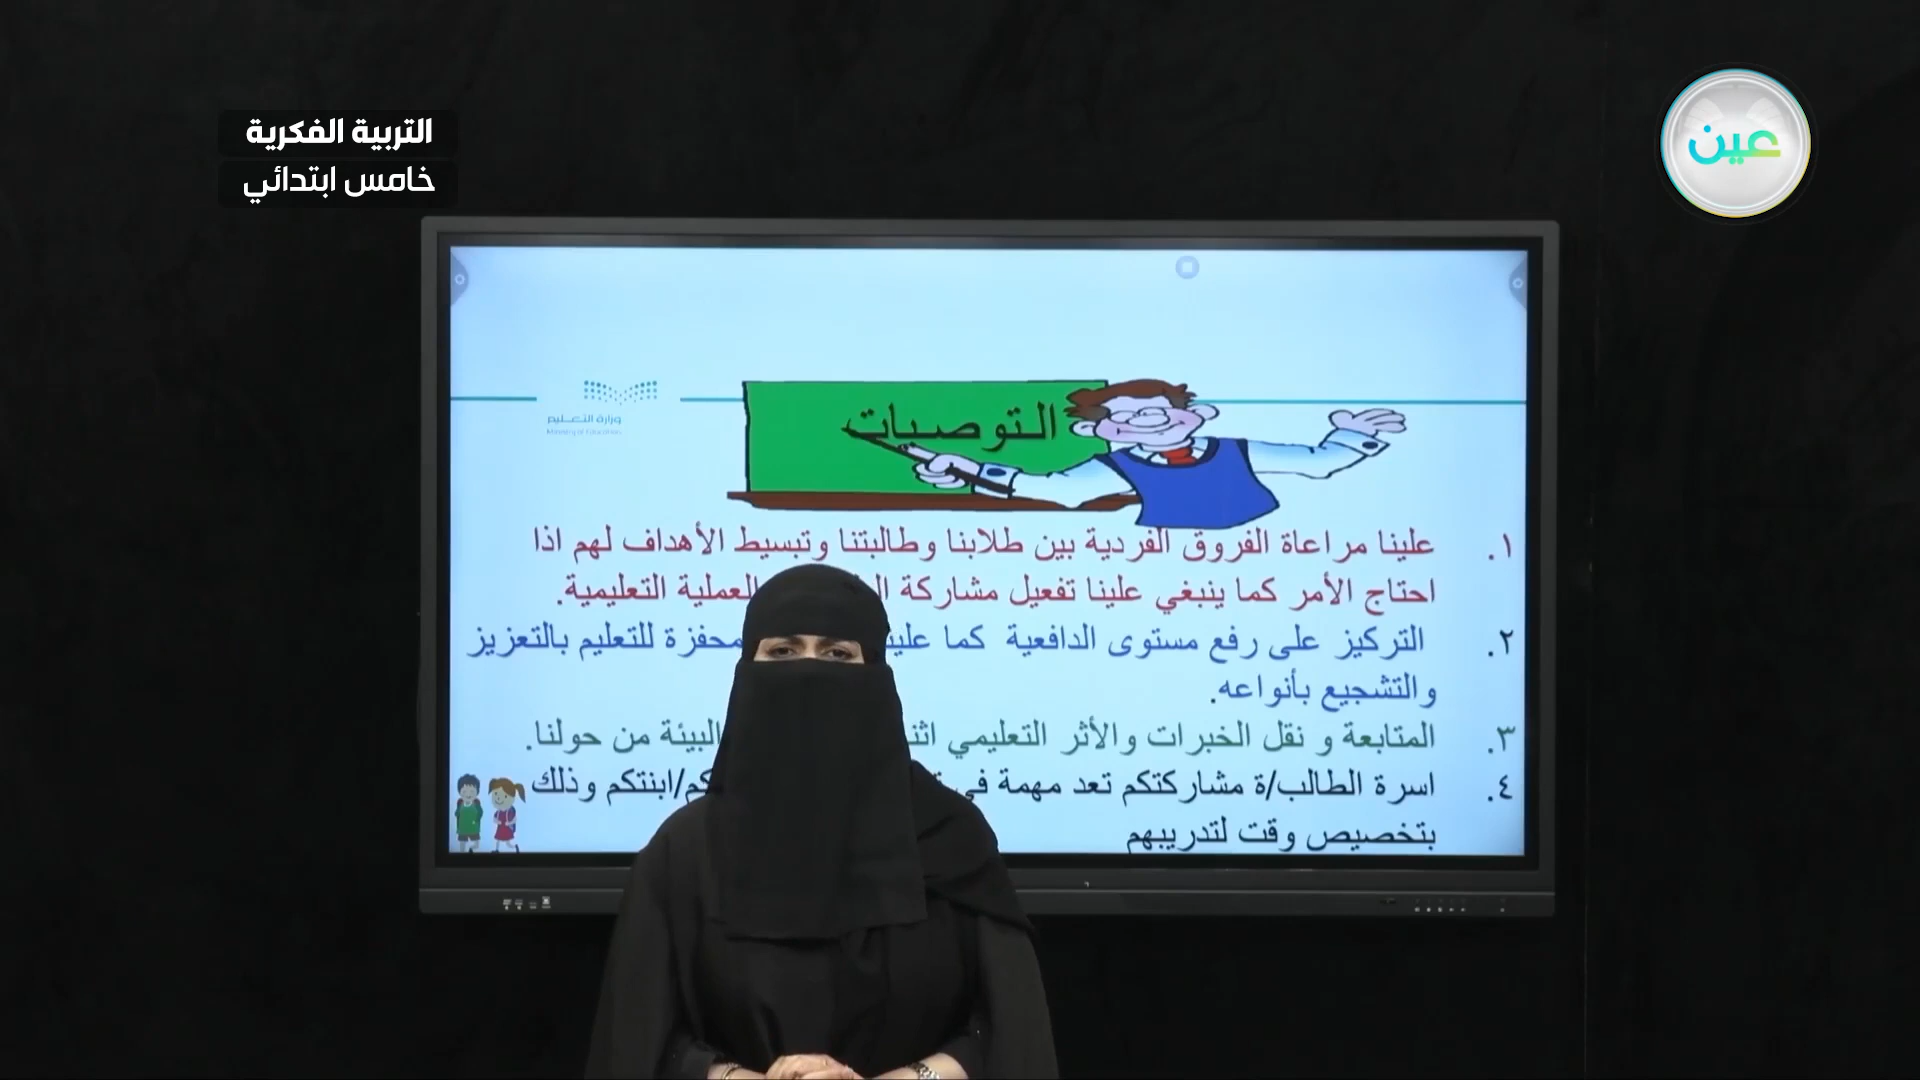 التربية الفكرية
خامس ابتدائي
عين
وزارة التعليم
Ministry of Education
التوصيات
١. علينا مراعاة الفروق الفردية بين طلابنا وطالبتنا وتبسيط الأهداف لهم اذا
احتاج الأمر كما ينبغي علينا تفعيل مشاركة العملية التعليمية.
٢. التركيز على رفع مستوى الدافعية كما محفزة للتعليم بالتعزيز
والتشجيع بأنواعه.
٣. المتابعة و نقل الخبرات والأثر التعليمي البيئة من حولنا.
٤. اسرة الطالب/ة مشاركتكم تعد مهمة في /ابنتكم وذلك
بتخصيص وقت لتدريبهم